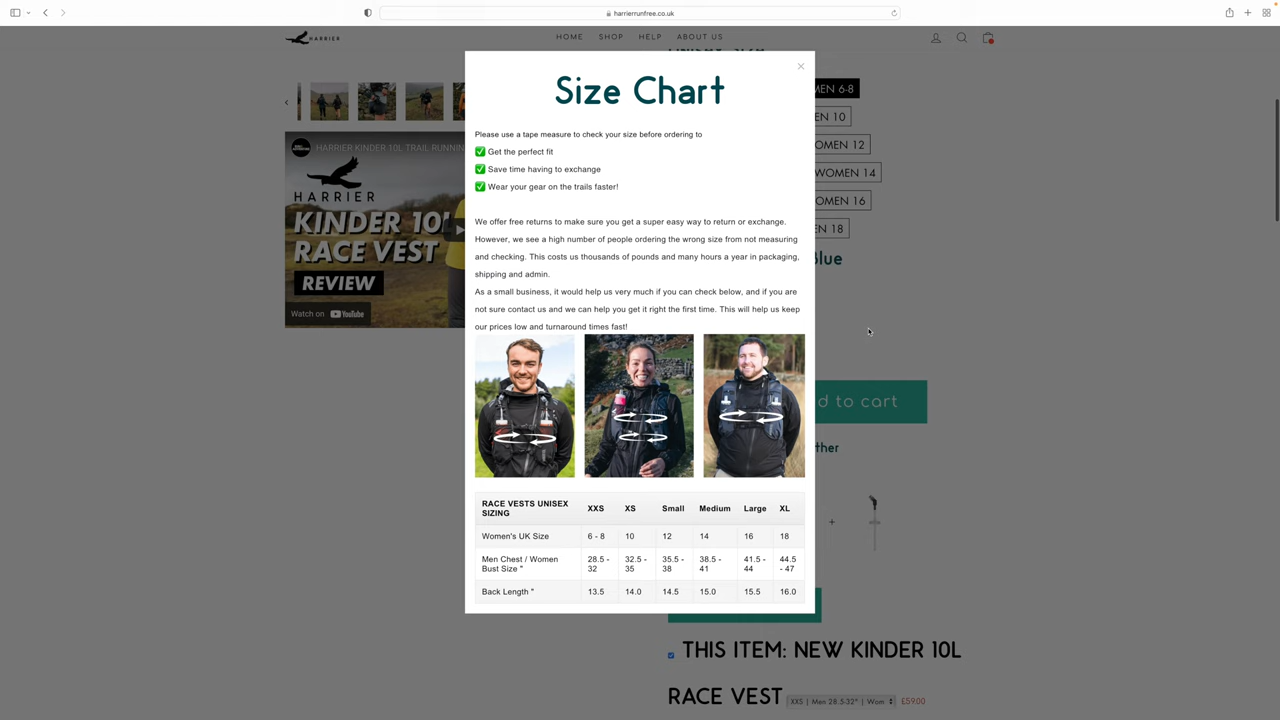 harrierrunfree.co.uk
HARRIER
HOME SHOP HELP ABOUT US
Size Chart
Please use a tape measure to check your size before ordering to
✅ Get the perfect fit
✅ Save time having to exchange
✅ Wear your gear on the trails faster!
We offer free returns to make sure you get a super easy way to return or exchange.
However, we see a high number of people ordering the wrong size from not measuring
and checking. This costs us thousands of pounds and many hours a year in packaging,
shipping and admin.
As a small business, it would help us very much if you can check below, and if you are
not sure contact us and we can help you get it right the first time. This will help us keep
our prices low and turnaround times fast!
RACE VESTS UNISEX SIZING XXS XS Small Medium Large XL
Women's UK Size 6 - 8 10 12 14 16 18
Men Chest / Women Bust Size " 28.5 - 32 32.5 - 35 35.5 - 38 38.5 - 41 41.5 - 44 44.5 - 47
Back Length " 13.5 14.0 14.5 15.0 15.5 16.0
HARRIER KINDER 10L TRAIL RUNNING
HARRIER
KINDER 10
RACE VEST
REVIEW
Watch on YouTube
MEN 6-8
EN 10
OMEN 12
WOMEN 14
OMEN 16
EN 18
Blue
d to cart
ther
+
THIS ITEM: NEW KINDER 10L
RACE VEST XXS | Men 28.5-32" | Wom £59.00